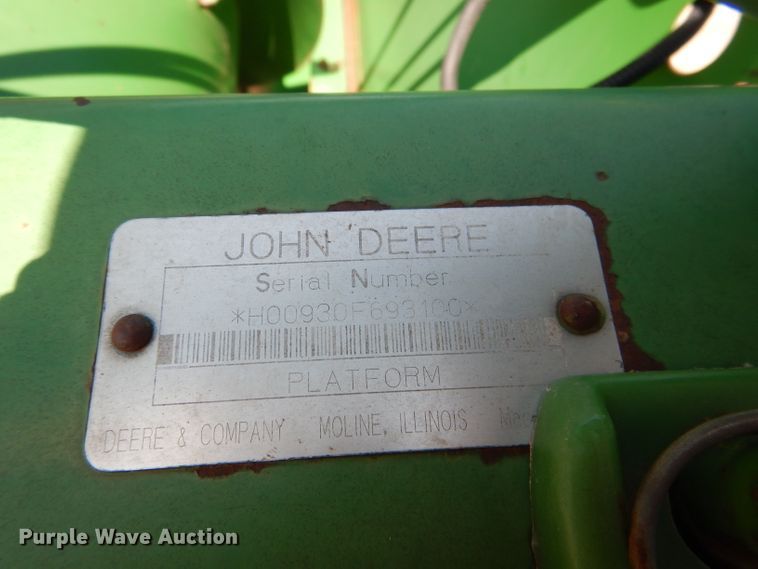 JOHN DEERE
Serial Number
*H00930F693100*
PLATFORM
DEERE & COMPANY MOLINE, ILLINOIS
Purple Wave Auction